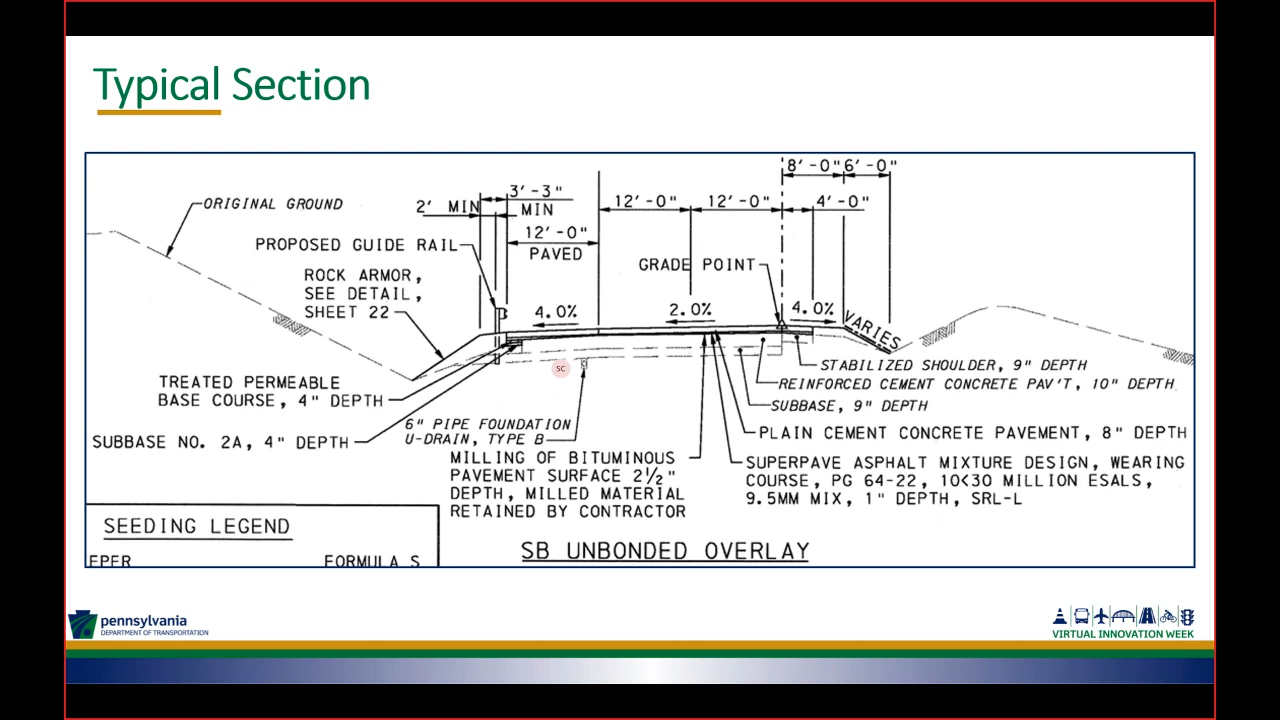 Typical Section
8'-0" 6'-0"
3'-3"
2' MIN MIN
12'-0" 12'-0" 4'-0"
ORIGINAL GROUND
12'-0"
PAVED
PROPOSED GUIDE RAIL
GRADE POINT
ROCK ARMOR,
SEE DETAIL,
SHEET 22
4.0% 2.0% 4.0%
VARIES
SC
STABILIZED SHOULDER, 9" DEPTH
TREATED PERMEABLE
BASE COURSE, 4" DEPTH
REINFORCED CEMENT CONCRETE PAV'T, 10" DEPTH
SUBBASE, 9" DEPTH
6" PIPE FOUNDATION
U-DRAIN, TYPE B
SUBBASE NO. 2A, 4" DEPTH
PLAIN CEMENT CONCRETE PAVEMENT, 8" DEPTH
MILLING OF BITUMINOUS
PAVEMENT SURFACE 2½"
DEPTH, MILLED MATERIAL
RETAINED BY CONTRACTOR
SUPERPAVE ASPHALT MIXTURE DESIGN, WEARING
COURSE, PG 64-22, 10<30 MILLION ESALS,
9.5MM MIX, 1" DEPTH, SRL-L
SEEDING LEGEND
EPER FORMULA S
SB UNBONDED OVERLAY
pennsylvania
DEPARTMENT OF TRANSPORTATION
VIRTUAL INNOVATION WEEK